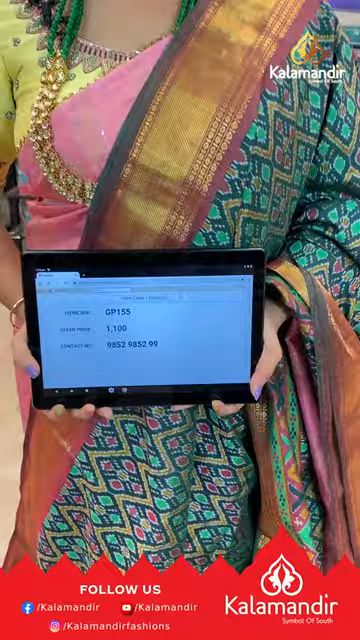 Kalamandir
Symbol Of South
ITEMCODE : GP155
OFFER PRICE : 1,100
CONTACT NO : 9852 9852 99
FOLLOW US
/Kalamandir
/Kalamandir
/Kalamandirfashions
Kalamandir
Symbol Of South